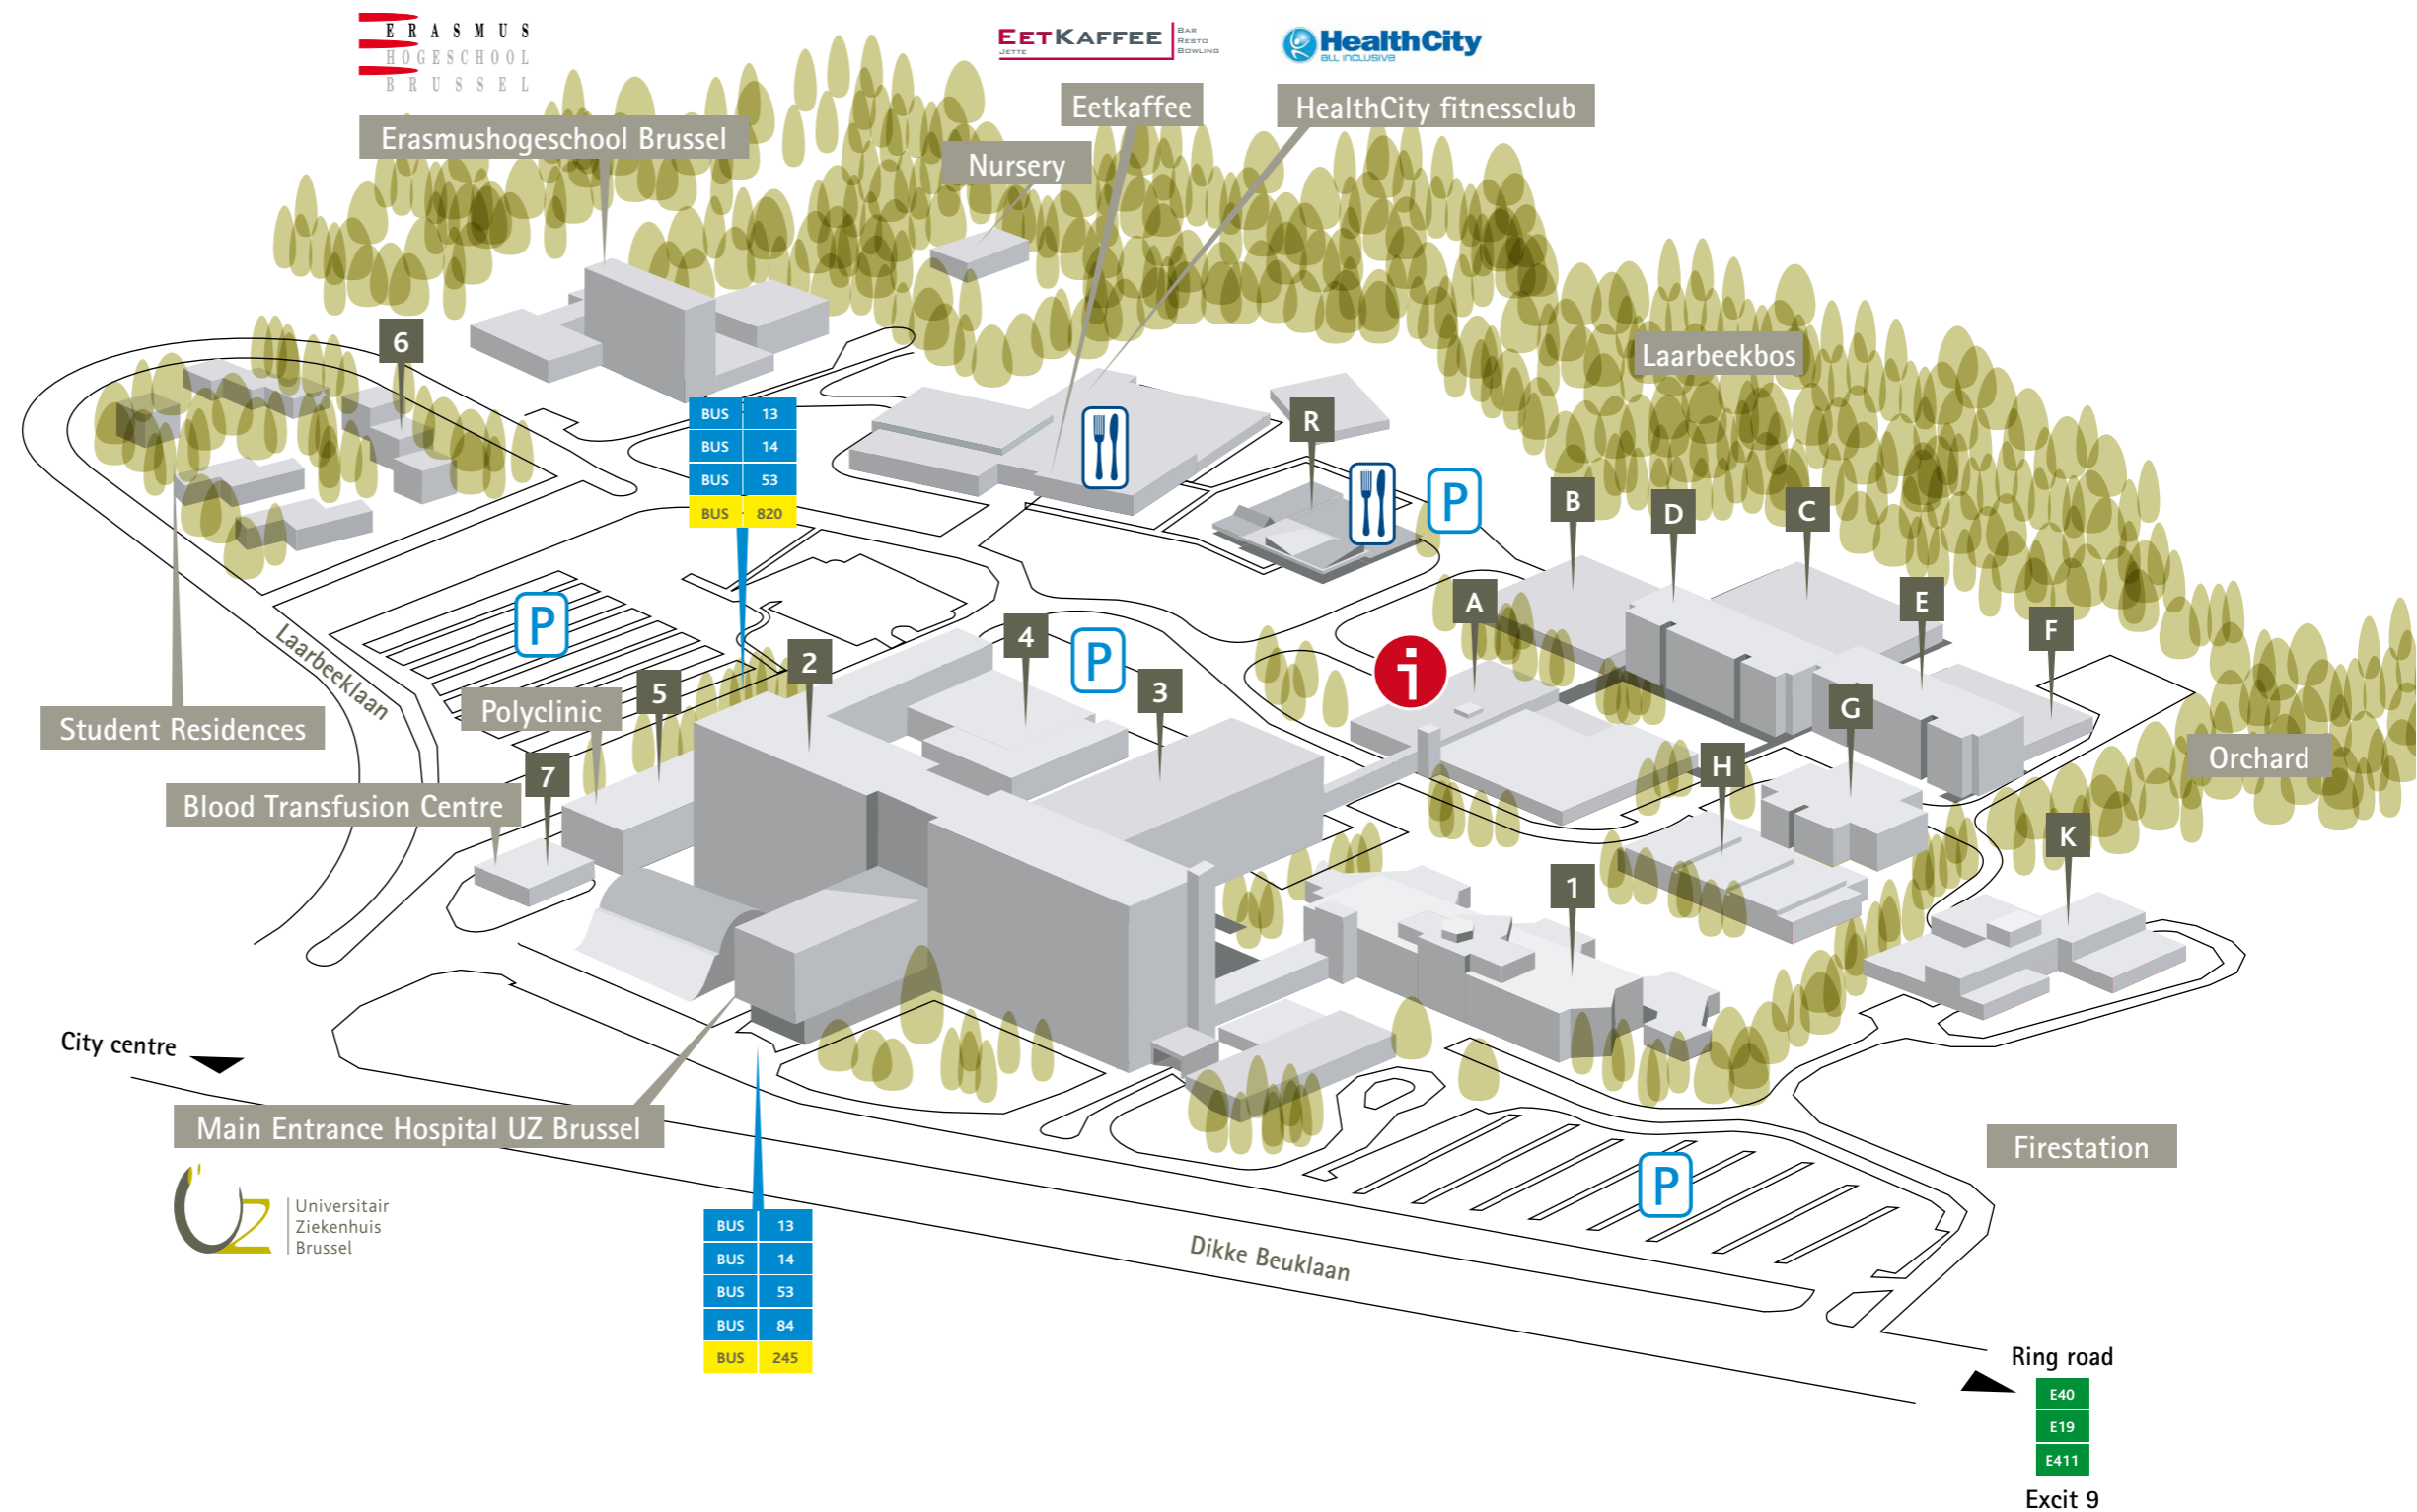 ERASMUS
HOGESCHOOL
BRUSSEL
EETKAFFEE
JETTE
BAR
RESTO
BOWLING
HealthCity
ALL INCLUSIVE
Erasmushogeschool Brussel
Eetkaffee
HealthCity fitnessclub
Nursery
6
Laarbeekbos
BUS 13
BUS 14
BUS 53
BUS 820
R
P
B
D
C
P
A
E
F
i
4
P
2
3
5
Laarbeeklaan
Student Residences
Polyclinic
G
H
Orchard
7
Blood Transfusion Centre
K
1
City centre
Main Entrance Hospital UZ Brussel
Firestation
UZ
Universitair
Ziekenhuis
Brussel
P
BUS 13
BUS 14
BUS 53
BUS 84
BUS 245
Dikke Beuklaan
Ring road
E40
E19
E411
Excit 9